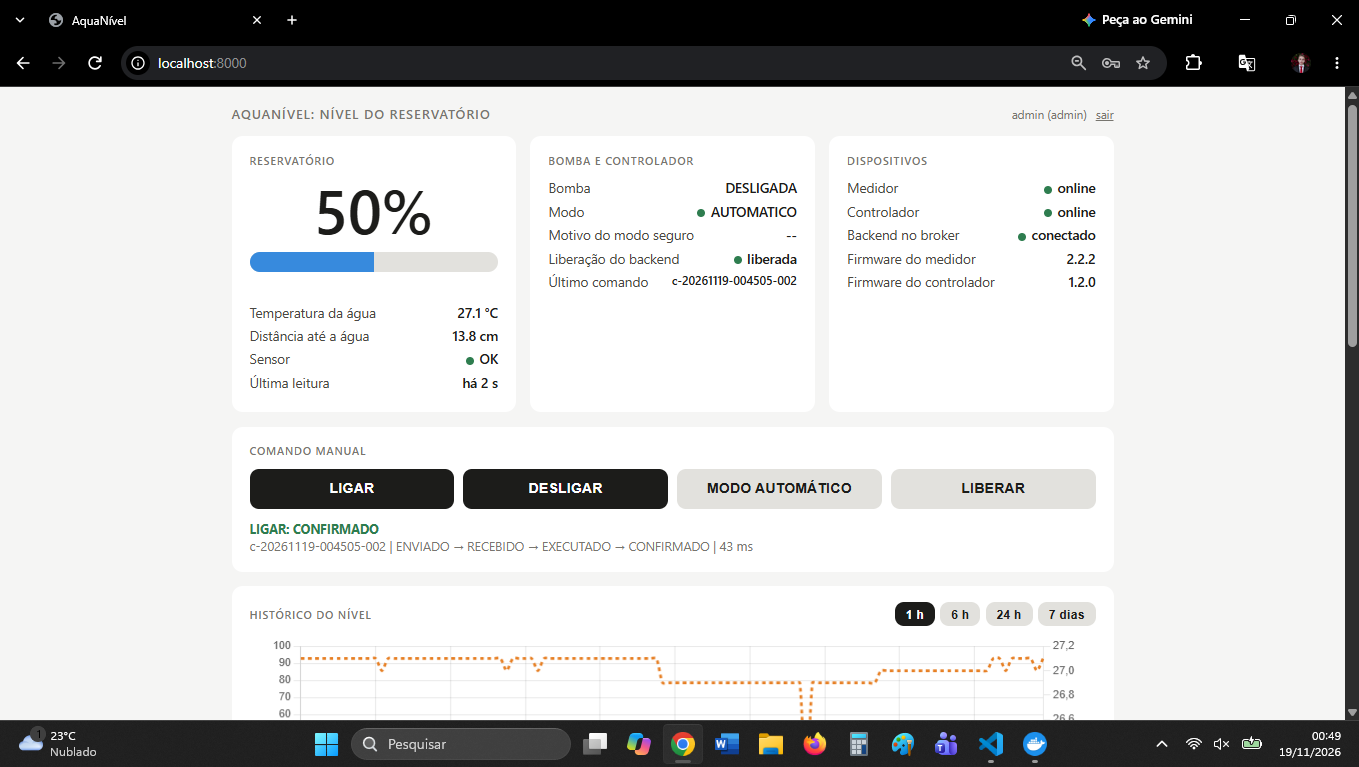 AquaNível
Peça ao Gemini
localhost:8000
AQUANÍVEL: NÍVEL DO RESERVATÓRIO
admin (admin) sair
RESERVATÓRIO
50%
Temperatura da água 27.1 °C
Distância até a água 13.8 cm
Sensor OK
Última leitura há 2 s
BOMBA E CONTROLADOR
Bomba DESLIGADA
Modo AUTOMATICO
Motivo do modo seguro --
Liberação do backend liberada
Último comando c-20261119-004505-002
DISPOSITIVOS
Medidor online
Controlador online
Backend no broker conectado
Firmware do medidor 2.2.2
Firmware do controlador 1.2.0
COMANDO MANUAL
LIGAR DESLIGAR MODO AUTOMÁTICO LIBERAR
LIGAR: CONFIRMADO
c-20261119-004505-002 | ENVIADO → RECEBIDO → EXECUTADO → CONFIRMADO | 43 ms
HISTÓRICO DO NÍVEL
1 h 6 h 24 h 7 dias
100 27,2
90
80 27,0
70 26,8
60 26,6
1
23°C
Nublado
Pesquisar
00:49
19/11/2026